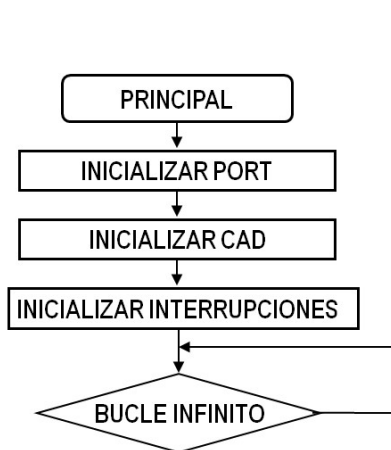 PRINCIPAL
INICIALIZAR PORT
INICIALIZAR CAD
INICIALIZAR INTERRUPCIONES
BUCLE INFINITO